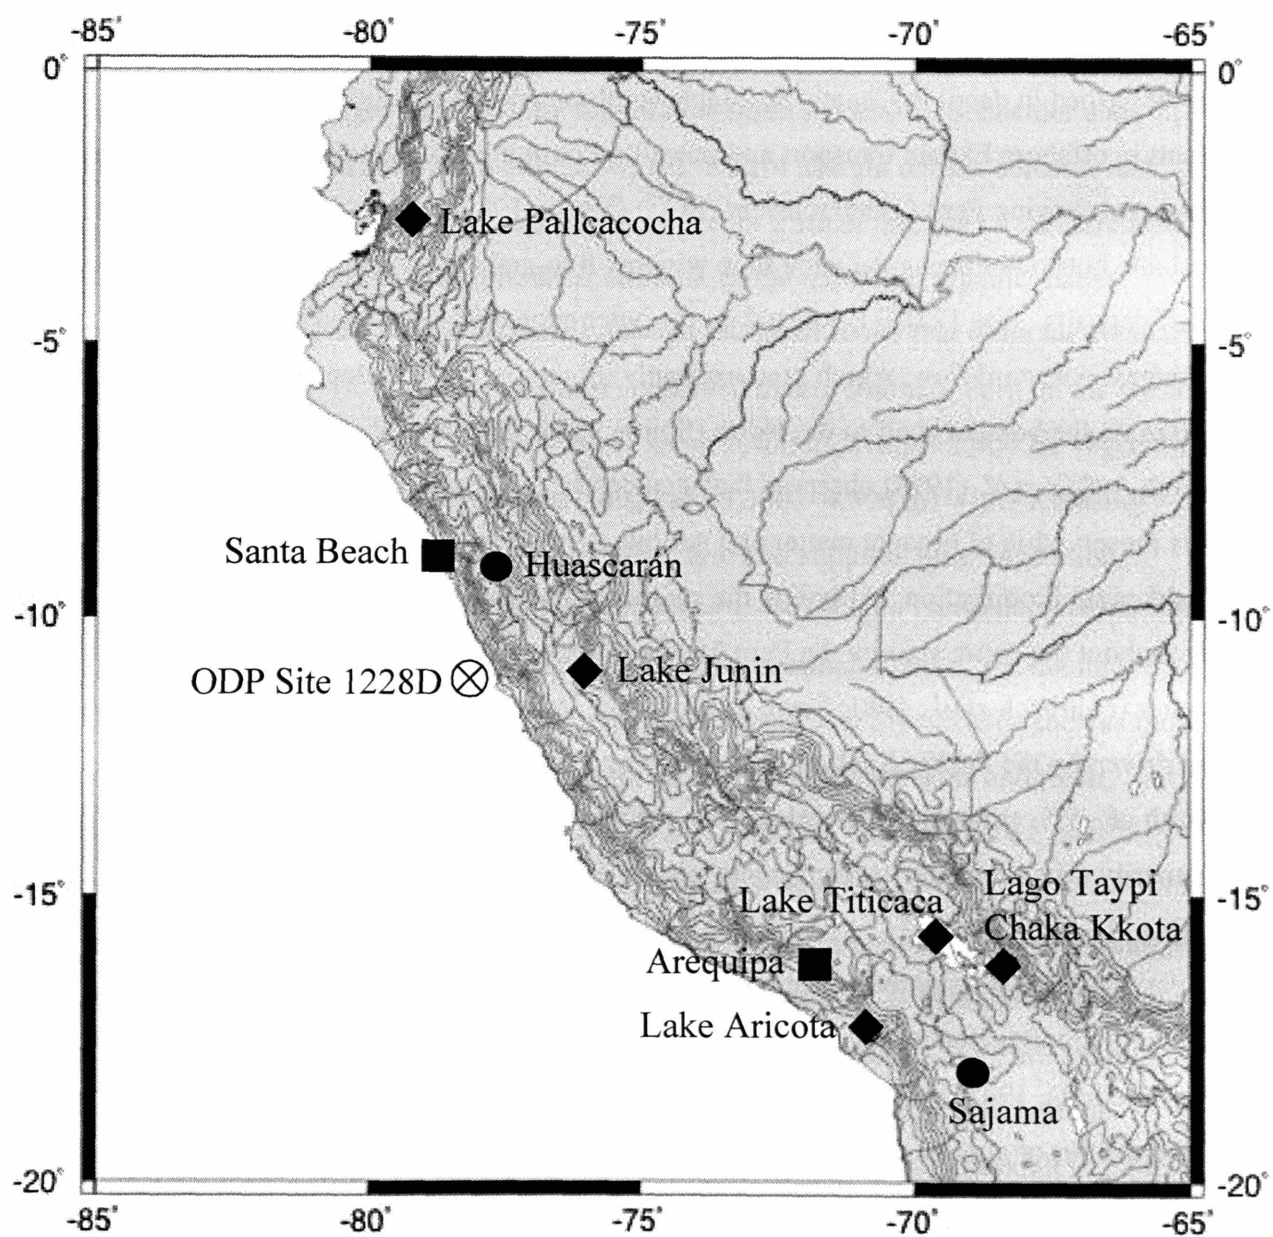 -85° -80° -75° -70° -65°
0° 0°
Lake Pallcacocha
-5° -5°
Santa Beach
Huascarán
-10° -10°
Lake Junin
ODP Site 1228D
-15° -15°
Lago Taypi
Chaka Kkota
Lake Titicaca
Arequipa
Lake Aricota
Sajama
-20° -20°
-85° -80° -75° -70° -65°